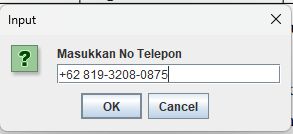 Input
Masukkan No Telepon
+62 819-3208-0875
OK
Cancel